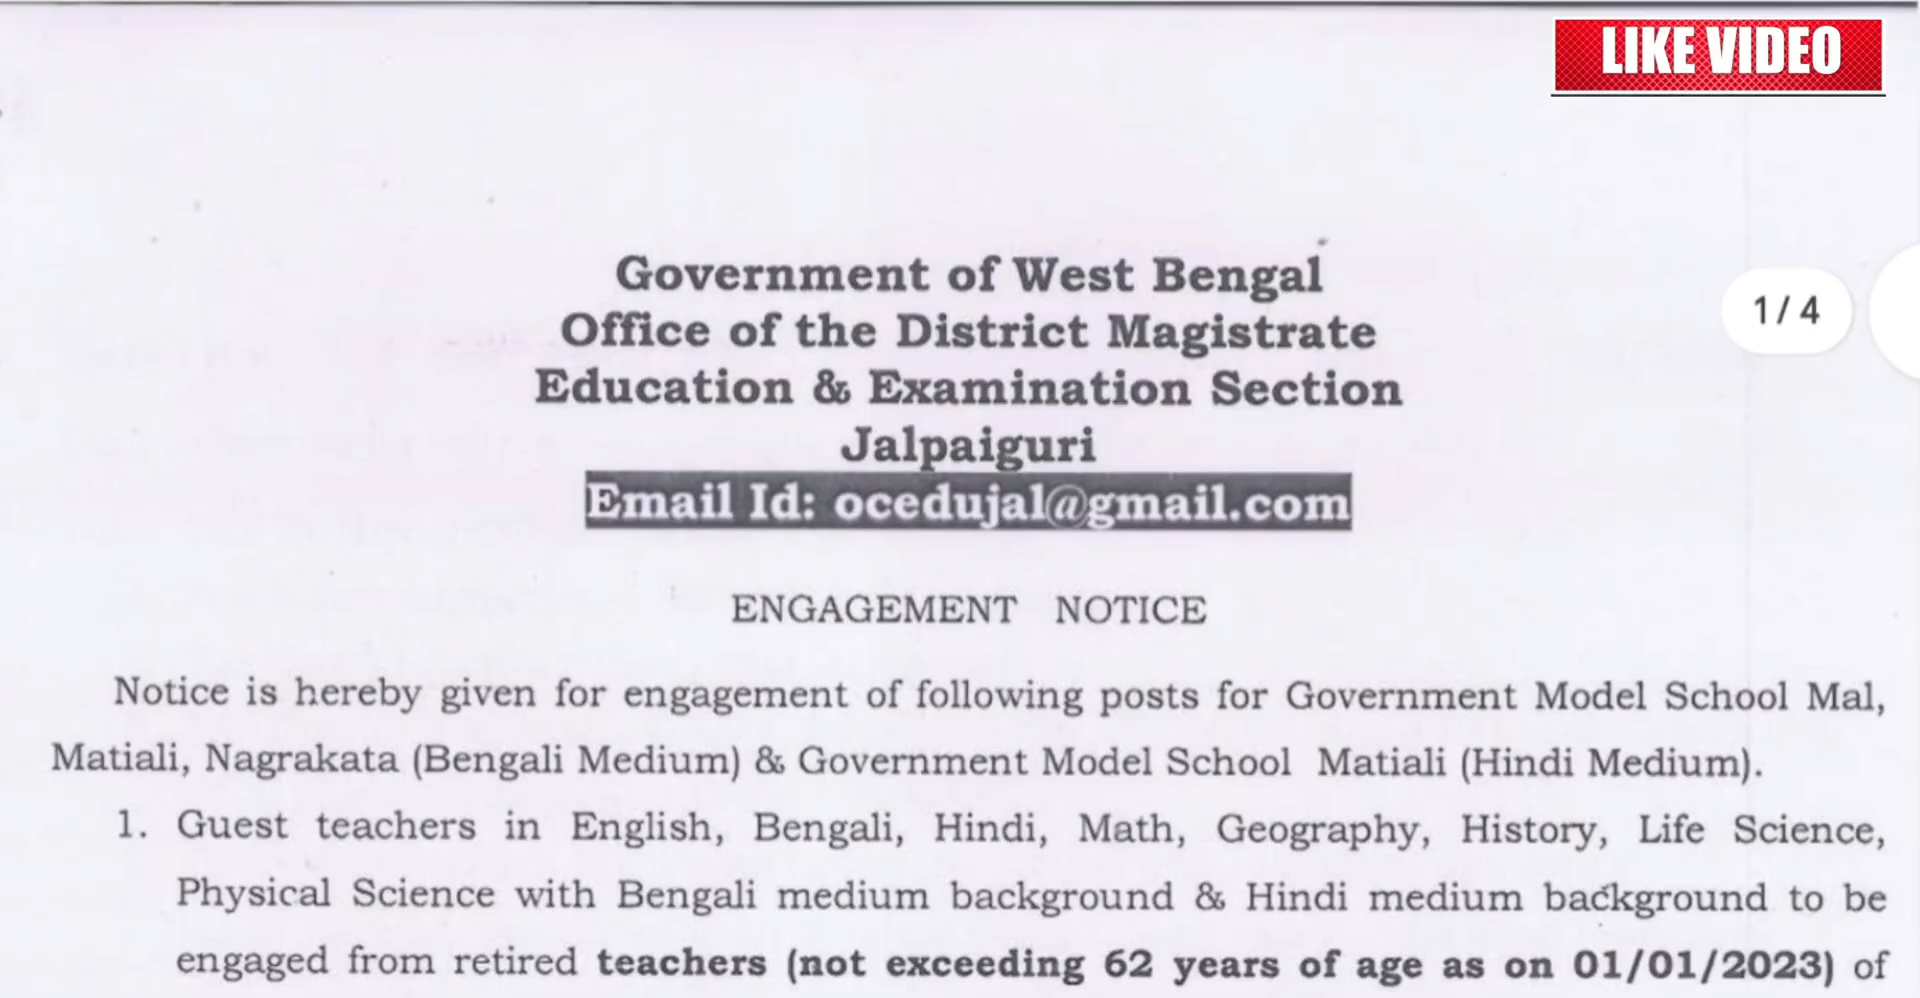 LIKE VIDEO
Government of West Bengal
1 / 4
Office of the District Magistrate
Education & Examination Section
Jalpaiguri
Email Id: ocedujal@gmail.com
ENGAGEMENT NOTICE
Notice is hereby given for engagement of following posts for Government Model School Mal,
Matiali, Nagrakata (Bengali Medium) & Government Model School Matiali (Hindi Medium).
1. Guest teachers in English, Bengali, Hindi, Math, Geography, History, Life Science,
Physical Science with Bengali medium background & Hindi medium background to be
engaged from retired teachers (not exceeding 62 years of age as on 01/01/2023) of